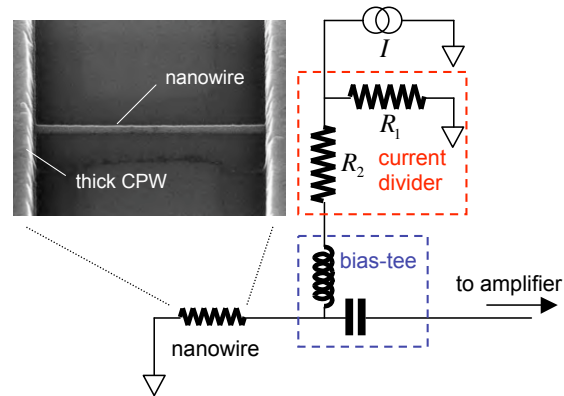 nanowire
thick CPW
I
R1
R2
current
divider
bias-tee
to amplifier
nanowire